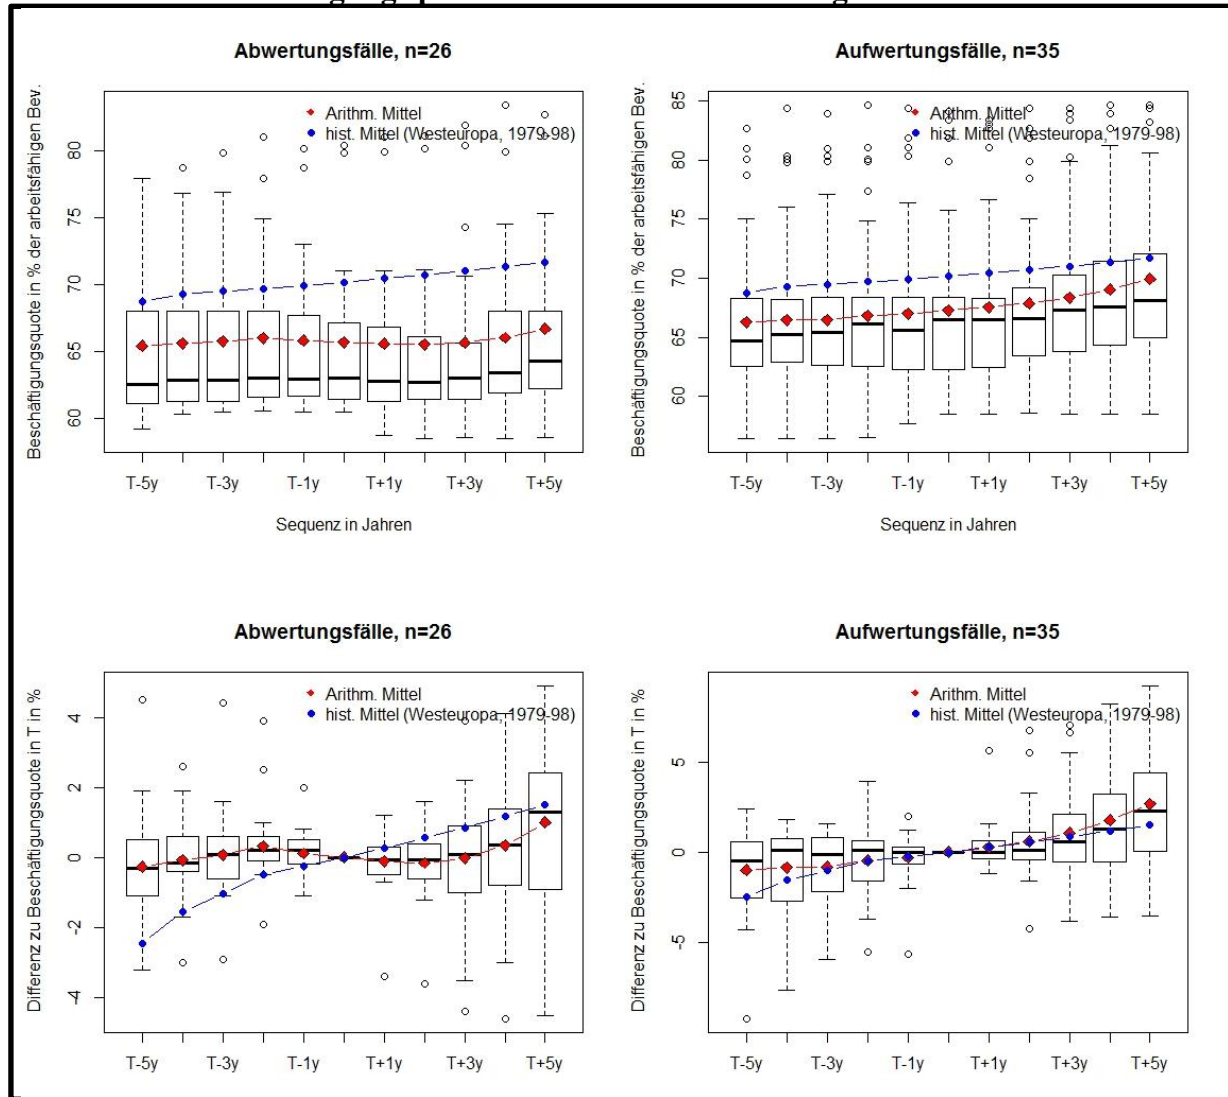 Abwertungsfälle, n=26
Beschäftigungsquote in % der arbeitsfähigen Bev.
Arithm. Mittel
hist. Mittel (Westeuropa, 1979-98)
80
75
70
65
60
T-5y T-3y T-1y T+1y T+3y T+5y
Sequenz in Jahren
Aufwertungsfälle, n=35
Beschäftigungsquote in % der arbeitsfähigen Bev.
Arithm. Mittel
hist. Mittel (Westeuropa, 1979-98)
85
80
75
70
65
60
T-5y T-3y T-1y T+1y T+3y T+5y
Sequenz in Jahren
Abwertungsfälle, n=26
Differenz zu Beschäftigungsquote in T in %
Arithm. Mittel
hist. Mittel (Westeuropa, 1979-98)
4
2
0
-2
-4
T-5y T-3y T-1y T+1y T+3y T+5y
Aufwertungsfälle, n=35
Differenz zu Beschäftigungsquote in T in %
Arithm. Mittel
hist. Mittel (Westeuropa, 1979-98)
5
0
-5
T-5y T-3y T-1y T+1y T+3y T+5y